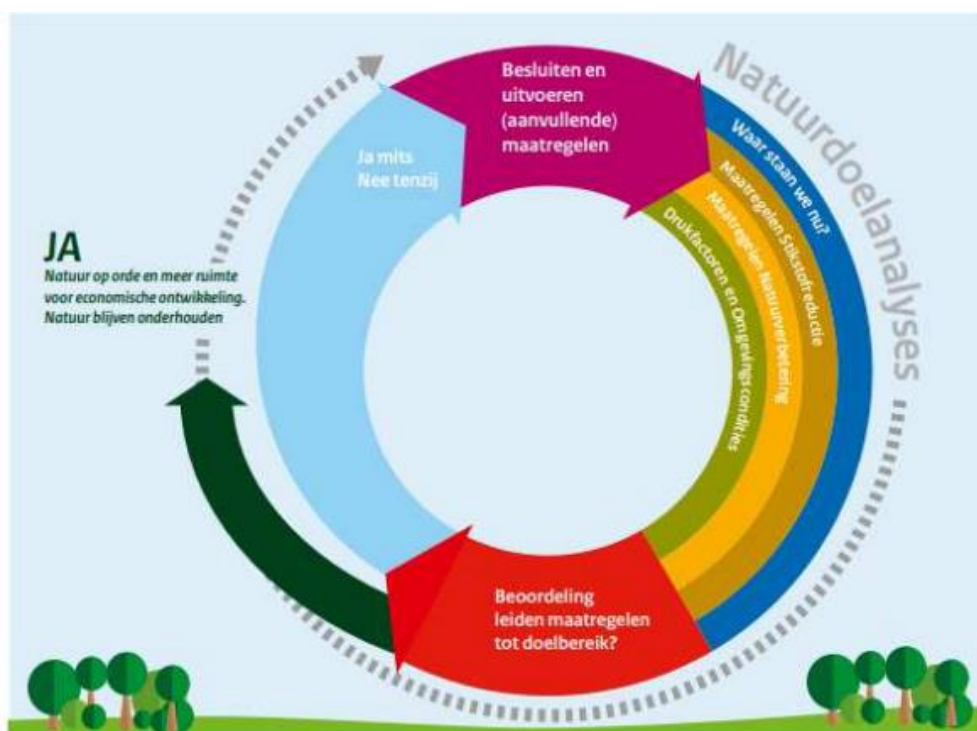 Besluiten en
uitvoeren
(aanvullende)
maatregelen
Natuurdoelanalyses
Waar staan we nu?
Maatregelen Stikstofreductie
Maatregelen Natuurverbetering
Drukfactoren en Omgevingscondities
Ja mits
Nee tenzij
JA
Natuur op orde en meer ruimte
voor economische ontwikkeling.
Natuur blijven onderhouden
Beoordeling
leiden maatregelen
tot doelbereik?